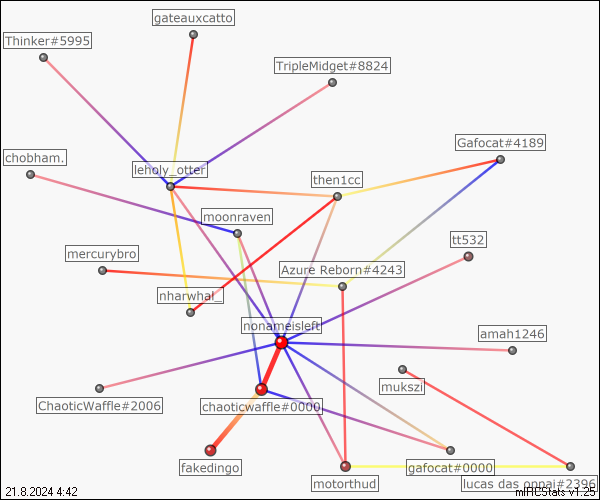 gateauxcatto
Thinker#5995
TripleMidget#8824
Gafocat#4189
chobham.
leholy_otter
then1cc
moonraven
tt532
mercurybro
Azure Reborn#4243
nharwhal_
nonameisleft
amah1246
mukszi
ChaoticWaffle#2006
chaoticwaffle#0000
fakedingo
gafocat#0000
motorthud
lucas das oppai#2396
21.8.2024 4:42
mIRCStats v1.25